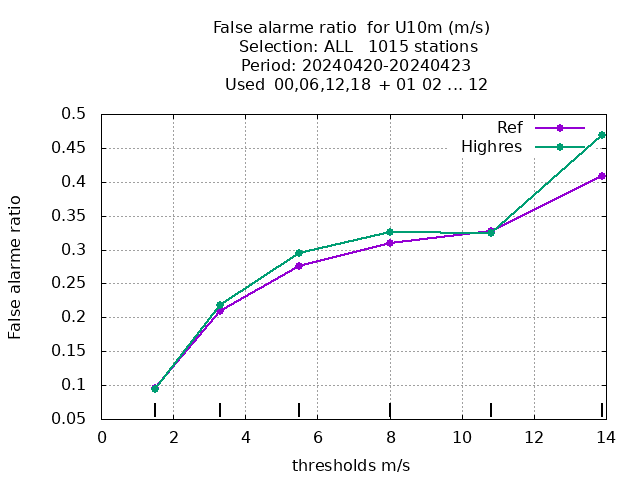 False alarme ratio  for U10m (m/s)
Selection: ALL   1015 stations
Period: 20240420-20240423
Used  00,06,12,18  + 01 02 ... 12
Ref
Highres
False alarme ratio
0.5
0.45
0.4
0.35
0.3
0.25
0.2
0.15
0.1
0.05
0 2 4 6 8 10 12 14
thresholds m/s